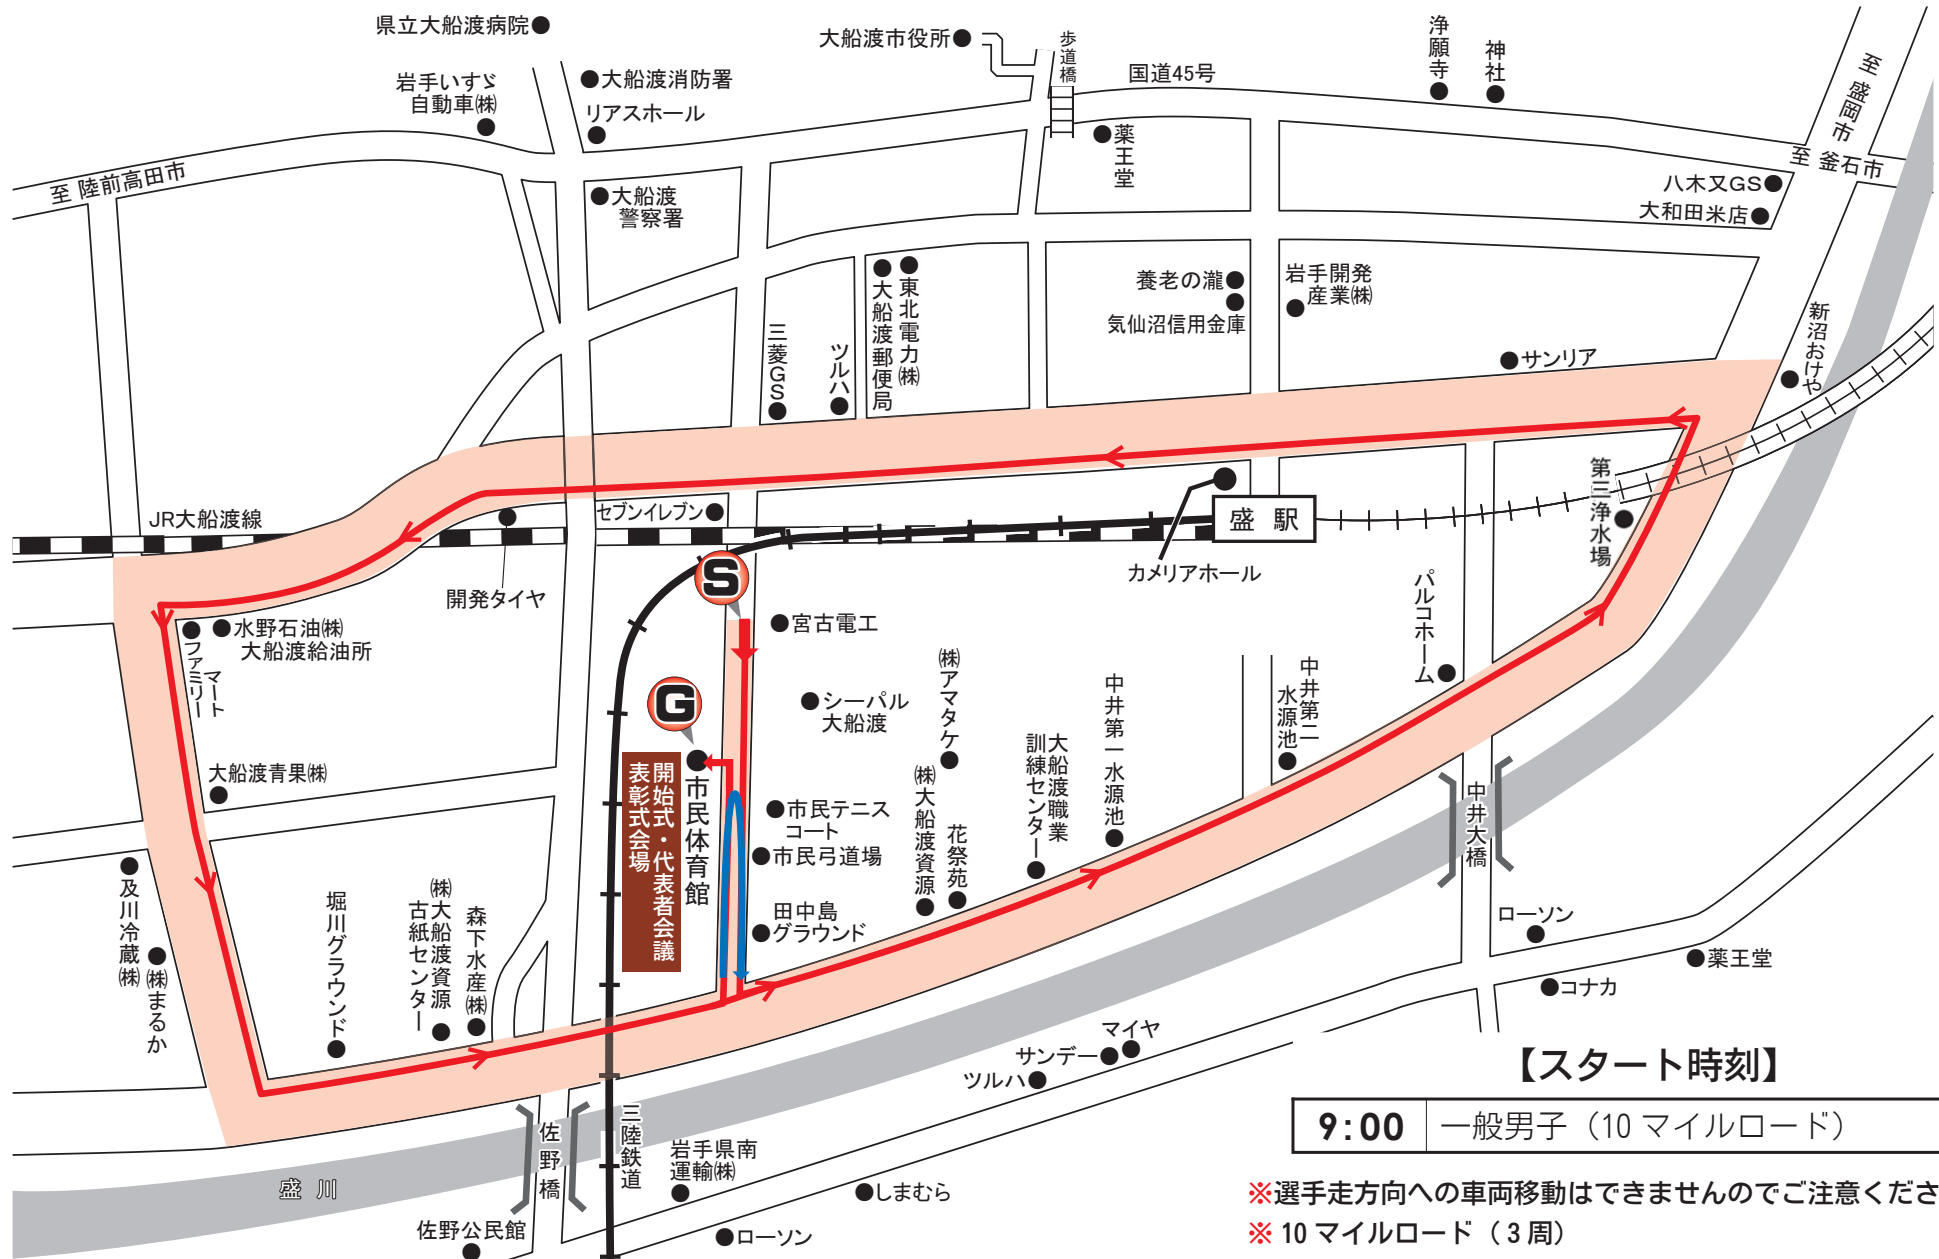 県立大船渡病院
大船渡市役所
歩道橋
国道45号
浄願寺
神社
至 盛岡市
至 釜石市
岩手いすゞ
自動車㈱
大船渡消防署
リアスホール
薬王堂
八木又GS
大和田米店
至 陸前高田市
大船渡
警察署
三菱GS
ツルハ
大船渡郵便局
東北電力㈱
養老の瀧
気仙沼信用金庫
岩手開発
産業㈱
サンリア
新沼おけや
JR大船渡線
セブンイレブン
盛 駅
第三浄水場
開発タイヤ
S
カメリアホール
パルコホーム
水野石油㈱
大船渡給油所
ファミリー
マート
宮古電工
G
シーパル
大船渡
㈱アマタケ
中井第一水源池
中井第二
水源池
大船渡青果㈱
開始式・代表者会議
表彰式会場
市民体育館
市民テニス
コート
市民弓道場
田中島
グラウンド
㈱大船渡資源
花祭苑
大船渡職業
訓練センター
中井大橋
及川冷蔵㈱
㈱まるか
堀川グラウンド
㈱大船渡資源
古紙センター
森下水産㈱
ローソン
薬王堂
コナカ
マイヤ
サンデー
ツルハ
盛 川
佐野橋
三陸鉄道
岩手県南
運輸㈱
しまむら
佐野公民館
ローソン
【スタート時刻】
9:00 一般男子（10 マイルロード）
※選手走方向への車両移動はできませんのでご注意くださ
※ 10 マイルロード（ 3 周）